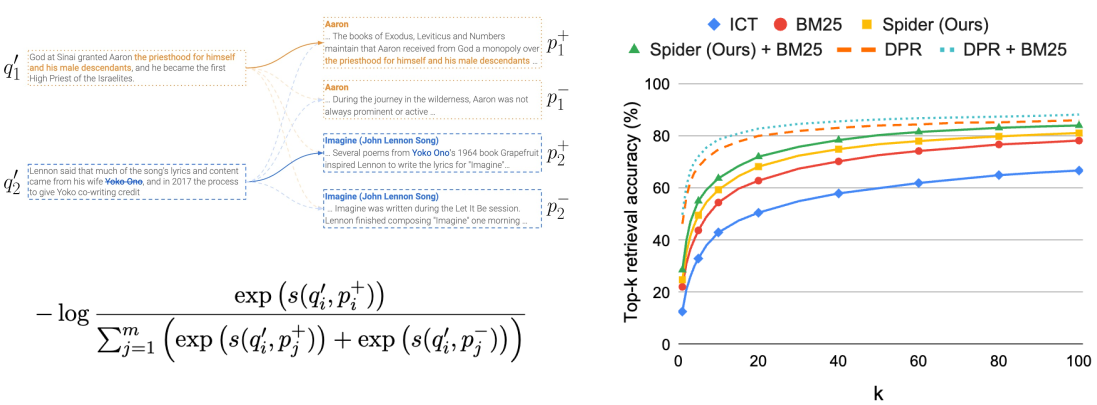 q′₁
God at Sinai granted Aaron the priesthood for himself
and his male descendants, and he became the first
High Priest of the Israelites.
q′₂
Lennon said that much of the song's lyrics and content
came from his wife Yoko Ono, and in 2017 the process
to give Yoko co-writing credit
Aaron
... The books of Exodus, Leviticus and Numbers
maintain that Aaron received from God a monopoly over
the priesthood for himself and his male descendants ...
p₁⁺
Aaron
... During the journey in the wilderness, Aaron was not
always prominent or active ...
p₁⁻
Imagine (John Lennon Song)
... Several poems from Yoko Ono's 1964 book Grapefruit
inspired Lennon to write the lyrics for "Imagine"...
p₂⁺
Imagine (John Lennon Song)
... Imagine was written during the Let It Be session.
Lennon finished composing "Imagine" one morning ...
p₂⁻
− log exp (s(q′ᵢ, pᵢ⁺)) / ∑ᵐⱼ₌₁ (exp (s(q′ᵢ, pⱼ⁺)) + exp (s(q′ᵢ, pⱼ⁻)))
ICT BM25 Spider (Ours)
Spider (Ours) + BM25 DPR DPR + BM25
Top-k retrieval accuracy (%)
100
80
60
40
20
0
0 20 40 60 80 100
k